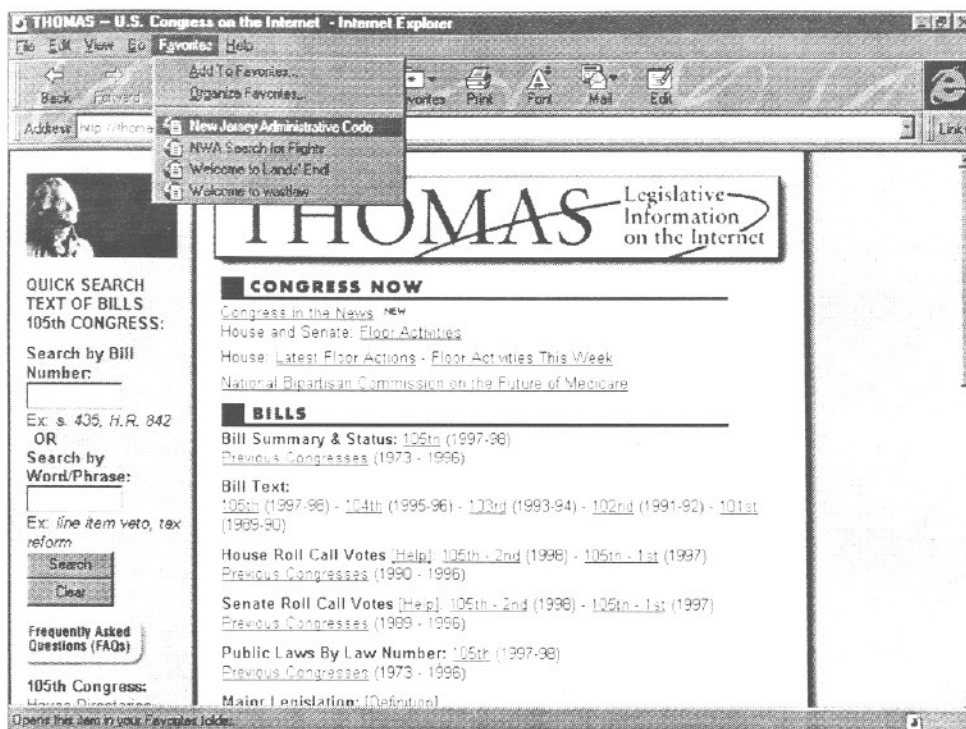 THOMAS -- U.S. Congress on the Internet - Internet Explorer
File Edit View Go Favorites Help
Add To Favorites...
Organize Favorites...
New Jersey Administrative Code
NWA Search for Flights
Welcome to Lands' End!
Welcome to westlaw
Back Forward vorites Print Font Mail Edit
Address http://thoma Links
THOMAS
Legislative
Information
on the Internet
QUICK SEARCH
TEXT OF BILLS
105th CONGRESS:
Search by Bill
Number:
Ex: s. 435, H.R. 842
OR
Search by
Word/Phrase:
Ex: line item veto, tax
reform
Search
Clear
Frequently Asked
Questions (FAQs)
105th Congress:
House Directories
CONGRESS NOW
Congress in the News NEW
House and Senate: Floor Activities
House: Latest Floor Actions - Floor Activities This Week
National Bipartisan Commission on the Future of Medicare
BILLS
Bill Summary & Status: 105th (1997-98)
Previous Congresses (1973 - 1996)
Bill Text:
105th (1997-98) - 104th (1995-96) - 103rd (1993-94) - 102nd (1991-92) - 101st
(1989-90)
House Roll Call Votes [Help]: 105th - 2nd (1998) - 105th - 1st (1997)
Previous Congresses (1990 - 1996)
Senate Roll Call Votes [Help]: 105th - 2nd (1998) - 105th - 1st (1997)
Previous Congresses (1989 - 1996)
Public Laws By Law Number: 105th (1997-98)
Previous Congresses (1973 - 1996)
Major Legislation: [Definition]
Opens this item in your Favorites folder.